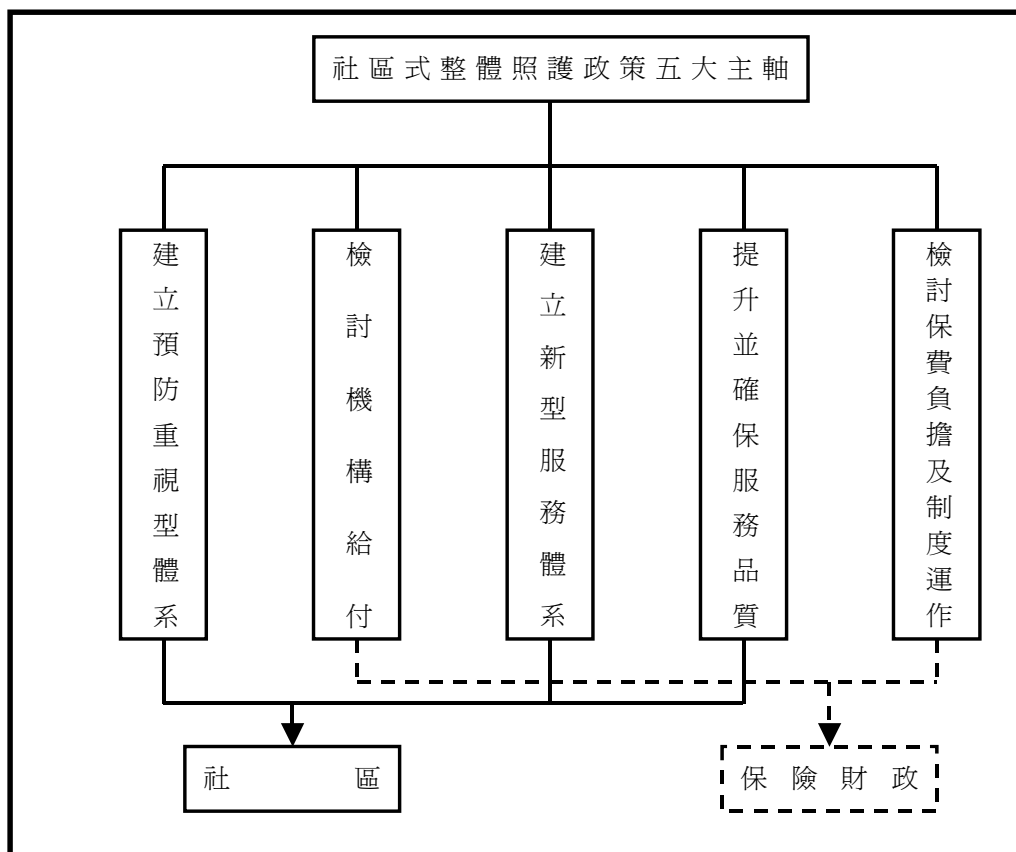 社區式整體照護政策五大主軸
建立預防重視型體系
檢討機構給付
建立新型服務體系
提升並確保服務品質
檢討保費負擔及制度運作
社區
保險財政